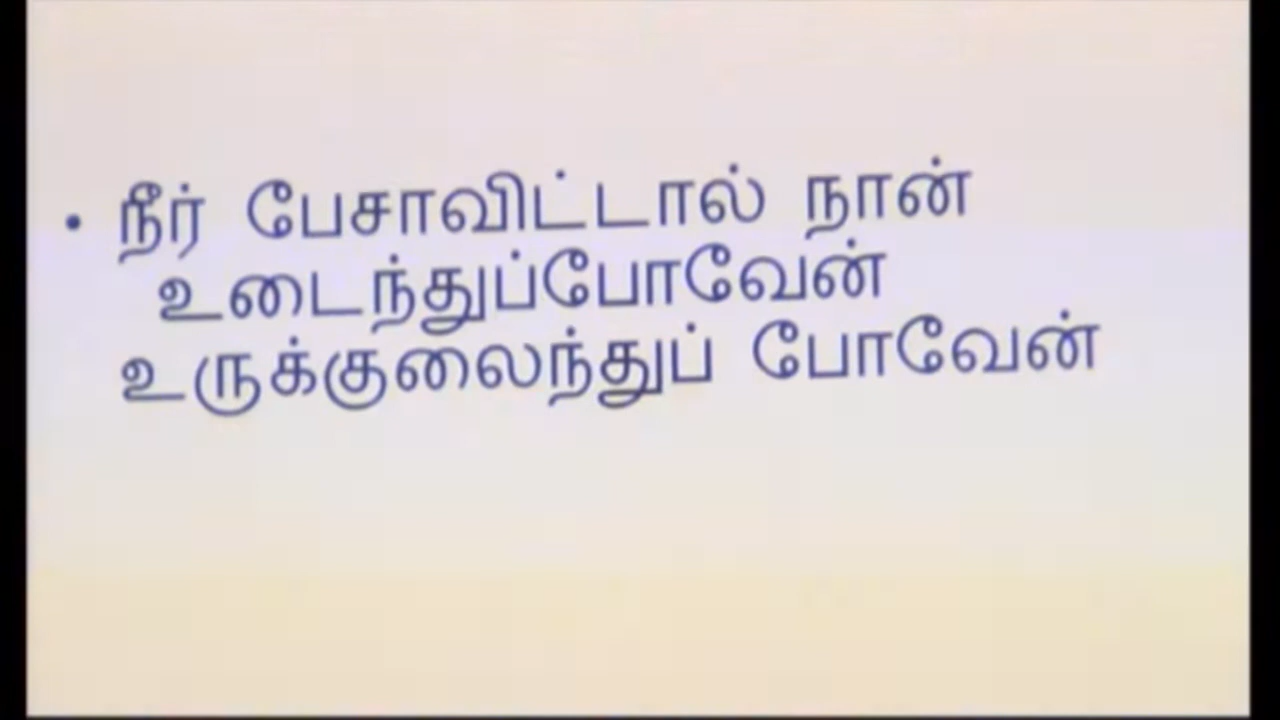 • நீர் பேசாவிட்டால் நான்
உடைந்துப்போவேன்
உருக்குலைந்துப் போவேன்